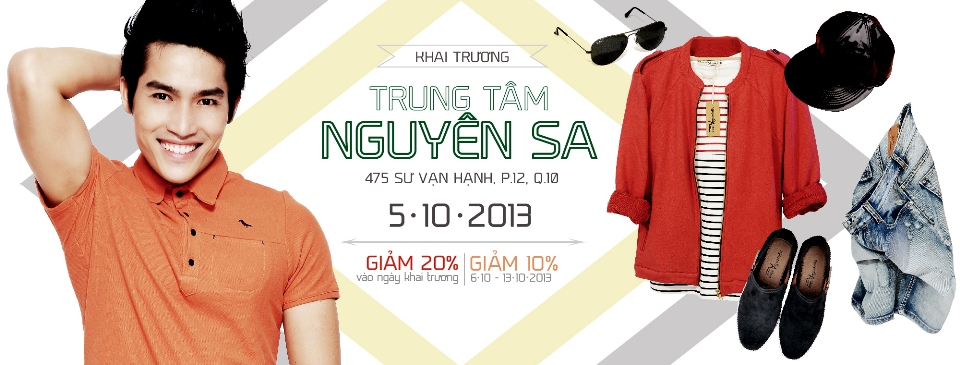 KHAI TRƯƠNG
TRUNG TÂM
NGUYÊN SA
475 SƯ VẠN HẠNH, P.12, Q.10
5·10·2013
GIẢM 20%
vào ngày khai trương
GIẢM 10%
6·10 - 13·10·2013